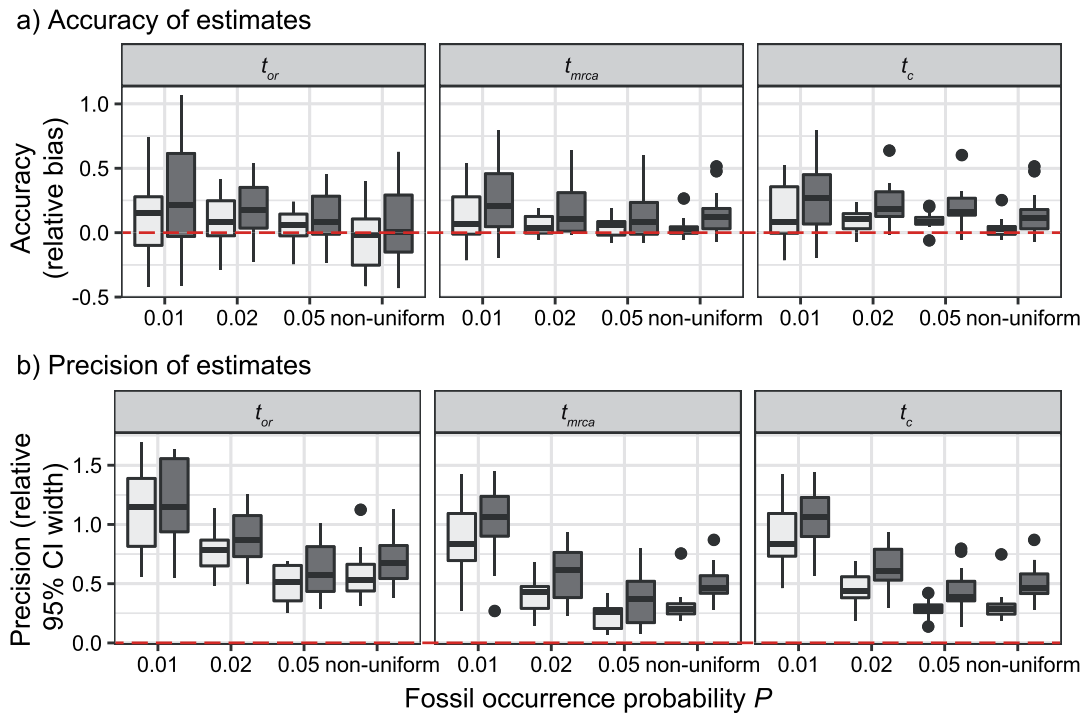 a) Accuracy of estimates
t_or t_mrca t_c
Accuracy
(relative bias)
1.0
0.5
0.0
-0.5
0.01 0.02 0.05 non-uniform 0.01 0.02 0.05 non-uniform 0.01 0.02 0.05 non-uniform
b) Precision of estimates
t_or t_mrca t_c
Precision (relative
95% CI width)
1.5
1.0
0.5
0.0
0.01 0.02 0.05 non-uniform 0.01 0.02 0.05 non-uniform 0.01 0.02 0.05 non-uniform
Fossil occurrence probability P